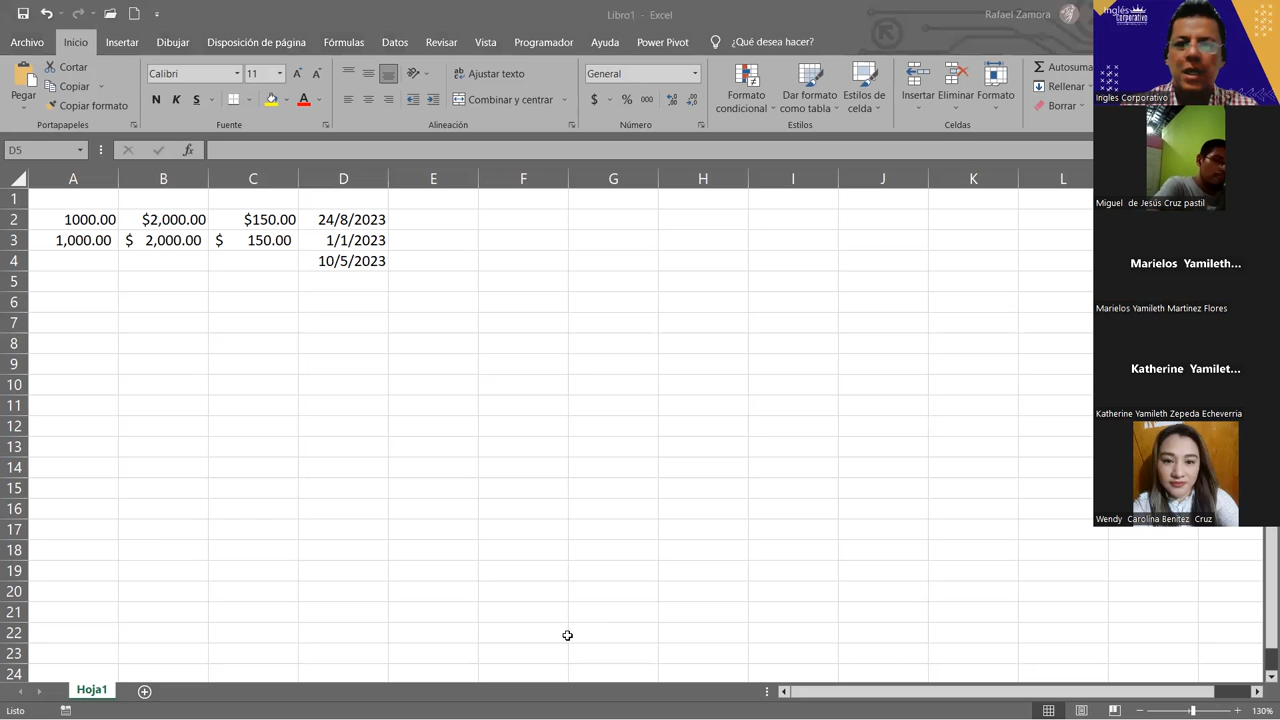 Libro1 - Excel
Rafael Zamora
Archivo Inicio Insertar Dibujar Disposición de página Fórmulas Datos Revisar Vista Programador Ayuda Power Pivot ¿Qué desea hacer?
Pegar
Cortar
Copiar
Copiar formato
Portapapeles
Calibri 11
N K S
Fuente
Ajustar texto
Combinar y centrar
Alineación
General
$ % 000
Número
Formato condicional
Dar formato como tabla
Estilos de celda
Estilos
Insertar Eliminar Formato
Celdas
Autosuma
Rellenar
Borrar
D5
fx
A B C D E F G H I J K L
1
2 1000.00 $2,000.00 $150.00 24/8/2023
3 1,000.00 $ 2,000.00 $ 150.00 1/1/2023
4 10/5/2023
5
6
7
8
9
10
11
12
13
14
15
16
17
18
19
20
21
22
23
24
Hoja1
Listo
130%
Inglés
Corporativo
Ingles Corporativo
Miguel de Jesús Cruz pastil
Marielos Yamileth...
Marielos Yamileth Martinez Flores
Katherine Yamilet...
Katherine Yamileth Zepeda Echeverria
Wendy Carolina Benitez Cruz